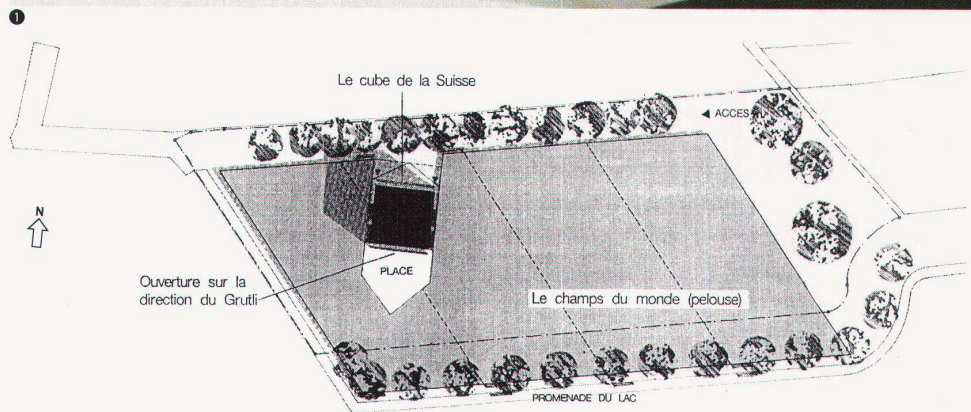 1
Le cube de la Suisse
◄ ACCES
N
PLACE
Ouverture sur la
direction du Grutli
Le champs du monde (pelouse)
PROMENADE DU LAC